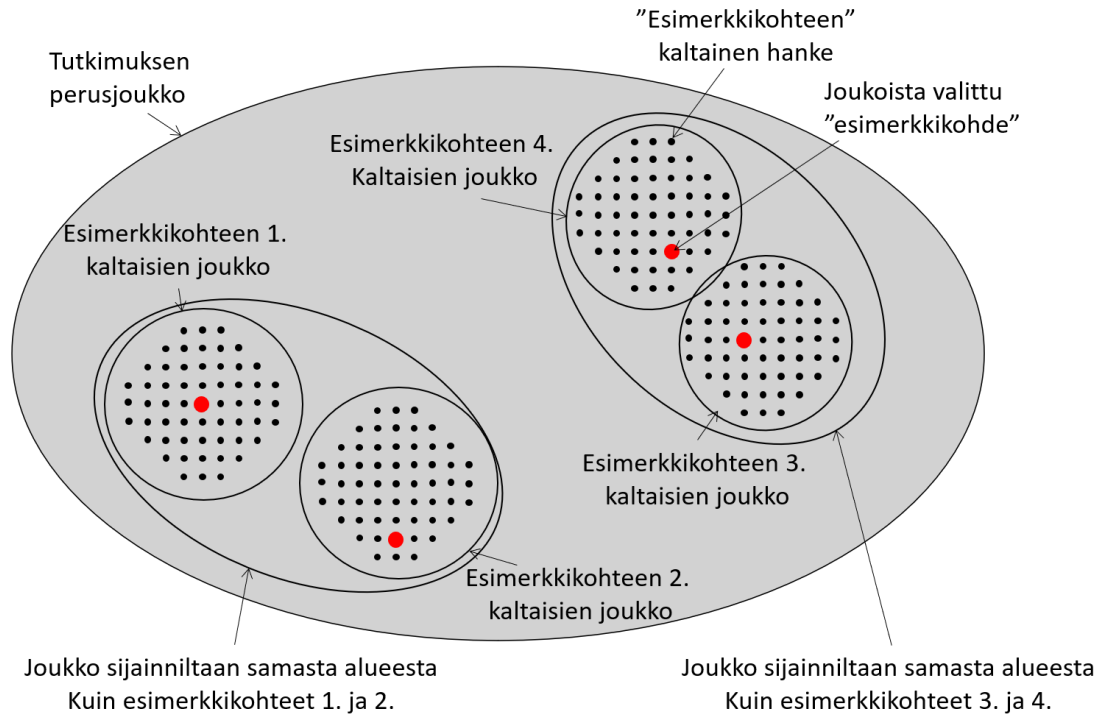 ”Esimerkkikohteen”
kaltainen hanke
Tutkimuksen
perusjoukko
Joukoista valittu
”esimerkkikohde”
Esimerkkikohteen 4.
Kaltaisien joukko
Esimerkkikohteen 1.
kaltaisien joukko
Esimerkkikohteen 3.
kaltaisien joukko
Esimerkkikohteen 2.
kaltaisien joukko
Joukko sijainniltaan samasta alueesta
Kuin esimerkkikohteet 1. ja 2.
Joukko sijainniltaan samasta alueesta
Kuin esimerkkikohteet 3. ja 4.